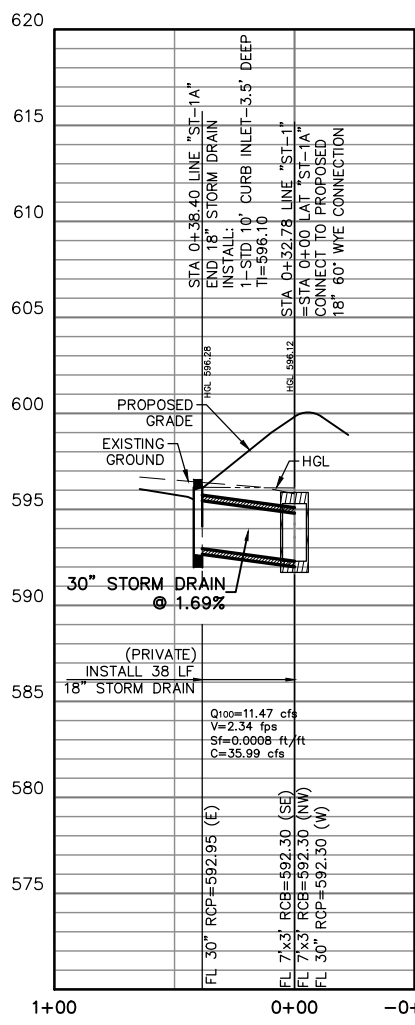 620
615
610
605
600
595
590
585
580
575
STA 0+38.40 LINE "ST-1A"
END 18" STORM DRAIN
INSTALL:
1-STD 10' CURB INLET-3.5' DEEP
TI=596.10
STA 0+32.78 LINE "ST-1"
=STA 0+00 LAT "ST-1A"
CONNECT TO PROPOSED
18" 60° WYE CONNECTION
HGL 596.28
HGL 596.12
PROPOSED
GRADE
EXISTING
GROUND
HGL
30" STORM DRAIN
@ 1.69%
(PRIVATE)
INSTALL 38 LF
18" STORM DRAIN
Q100=11.47 cfs
V=2.34 fps
Sf=0.0008 ft/ft
C=35.99 cfs
FL 30" RCP=592.95 (E)
FL 7'x3' RCB=592.30 (SE)
FL 7'x3' RCB=592.30 (NW)
FL 30" RCP=592.30 (W)
1+00
0+00
-0+